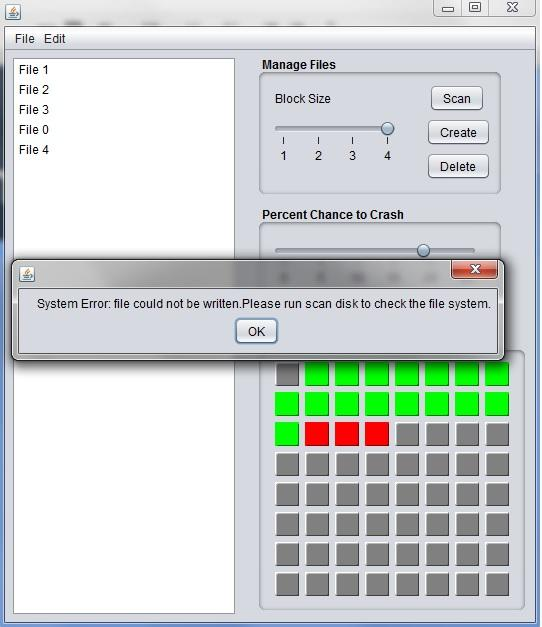 File Edit
File 1
File 2
File 3
File 0
File 4
Manage Files
Block Size
1 2 3 4
Scan
Create
Delete
Percent Chance to Crash
System Error: file could not be written.Please run scan disk to check the file system.
OK